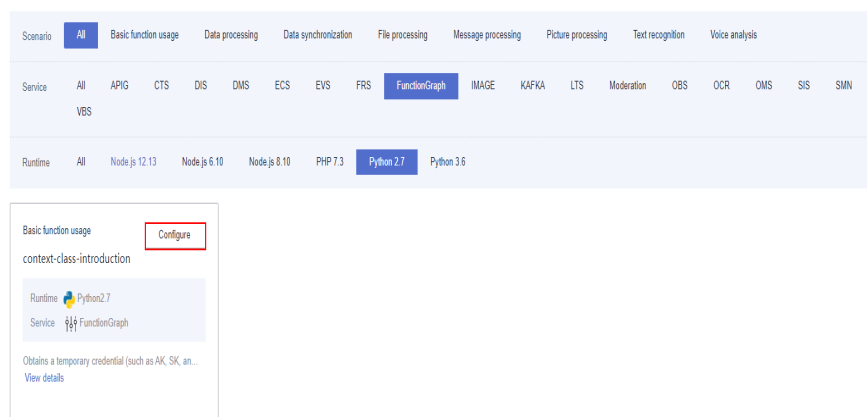 Scenario All Basic function usage Data processing Data synchronization File processing Message processing Picture processing Text recognition Voice analysis
Service All APIG CTS DIS DMS ECS EVS FRS FunctionGraph IMAGE KAFKA LTS Moderation OBS OCR OMS SIS SMN
VBS
Runtime All Node.js 12.13 Node.js 6.10 Node.js 8.10 PHP 7.3 Python 2.7 Python 3.6
Basic function usage Configure
context-class-introduction
Runtime Python2.7
Service FunctionGraph
Obtains a temporary credential (such as AK, SK, an...
View details